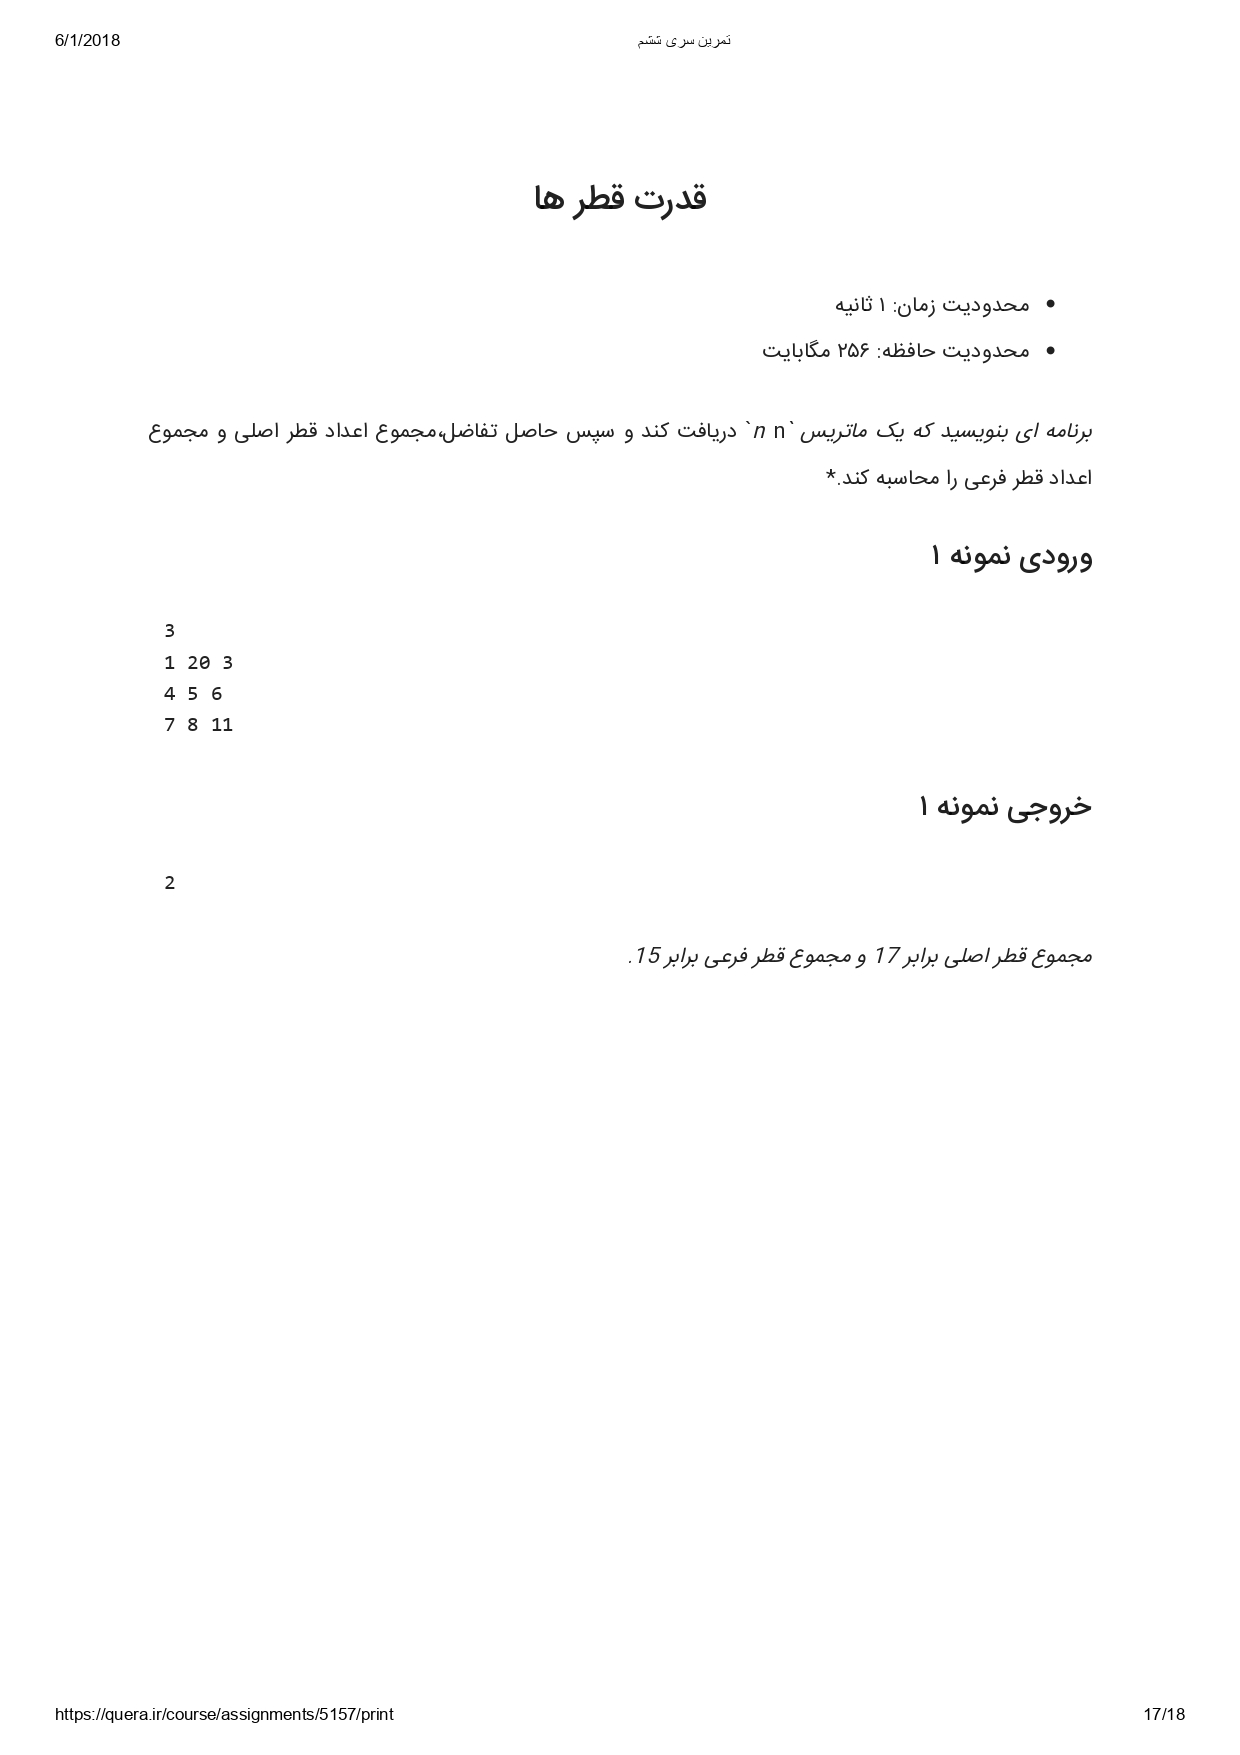 6/1/2018
تمرین سری ششم
قدرت قطر ها
• محدودیت زمان: ۱ ثانیه
• محدودیت حافظه: ۲۵۶ مگابایت
برنامه ای بنویسید که یک ماتریس `n n` دریافت کند و سپس حاصل تفاضل،مجموع اعداد قطر اصلی و مجموع
اعداد قطر فرعی را محاسبه کند.*
ورودی نمونه ۱
3
1 20 3
4 5 6
7 8 11
خروجی نمونه ۱
2
مجموع قطر اصلی برابر 17 و مجموع قطر فرعی برابر 15.
https://quera.ir/course/assignments/5157/print
17/18